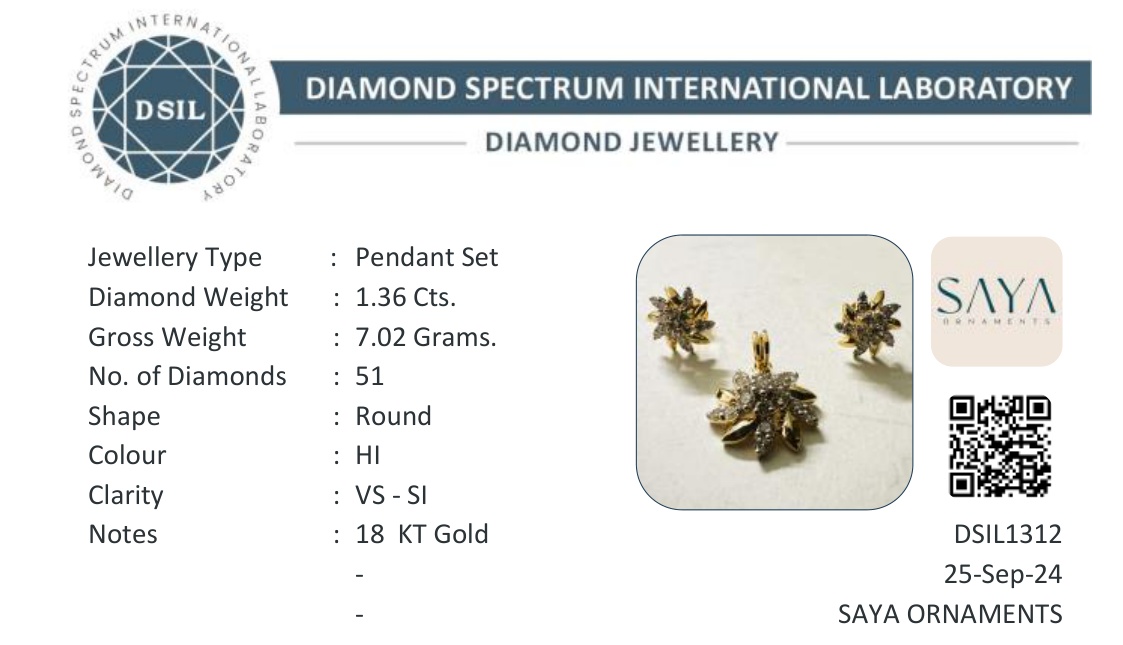 DIAMOND SPECTRUM INTERNATIONAL LABORATORY
DSIL
DIAMOND SPECTRUM INTERNATIONAL LABORATORY
DIAMOND JEWELLERY
Jewellery Type : Pendant Set
Diamond Weight : 1.36 Cts.
Gross Weight : 7.02 Grams.
No. of Diamonds : 51
Shape : Round
Colour : HI
Clarity : VS - SI
Notes : 18 KT Gold
-
-
SAYA
ORNAMENTS
DSIL1312
25-Sep-24
SAYA ORNAMENTS